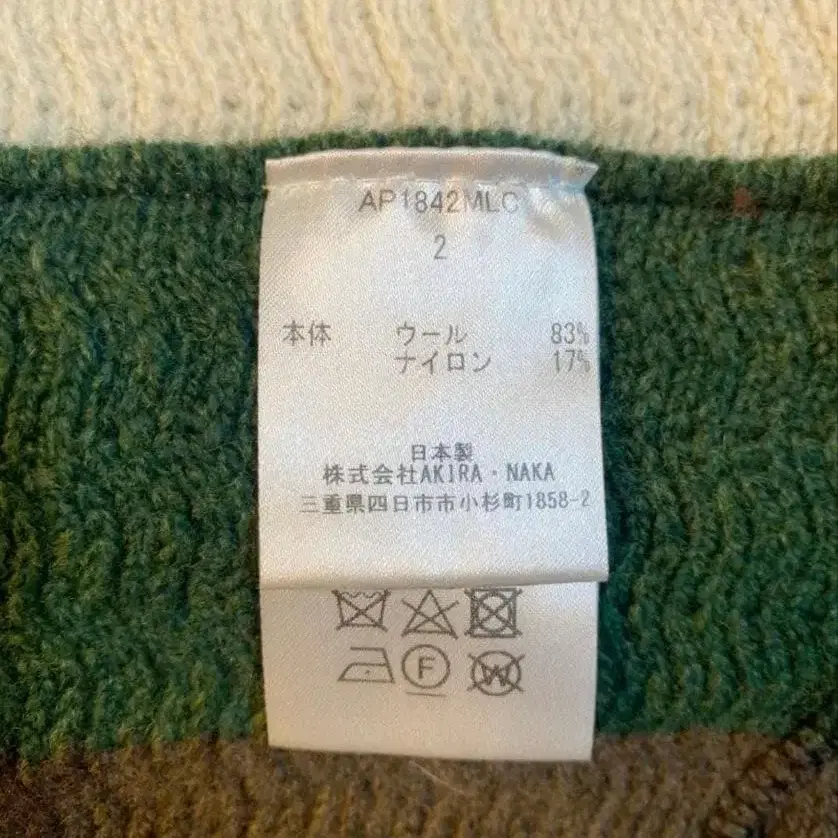 AP1842MLC
2
本体 ウール 83%
ナイロン 17%
日本製
株式会社AKIRA・NAKA
三重県四日市市小杉町1858-2
F W